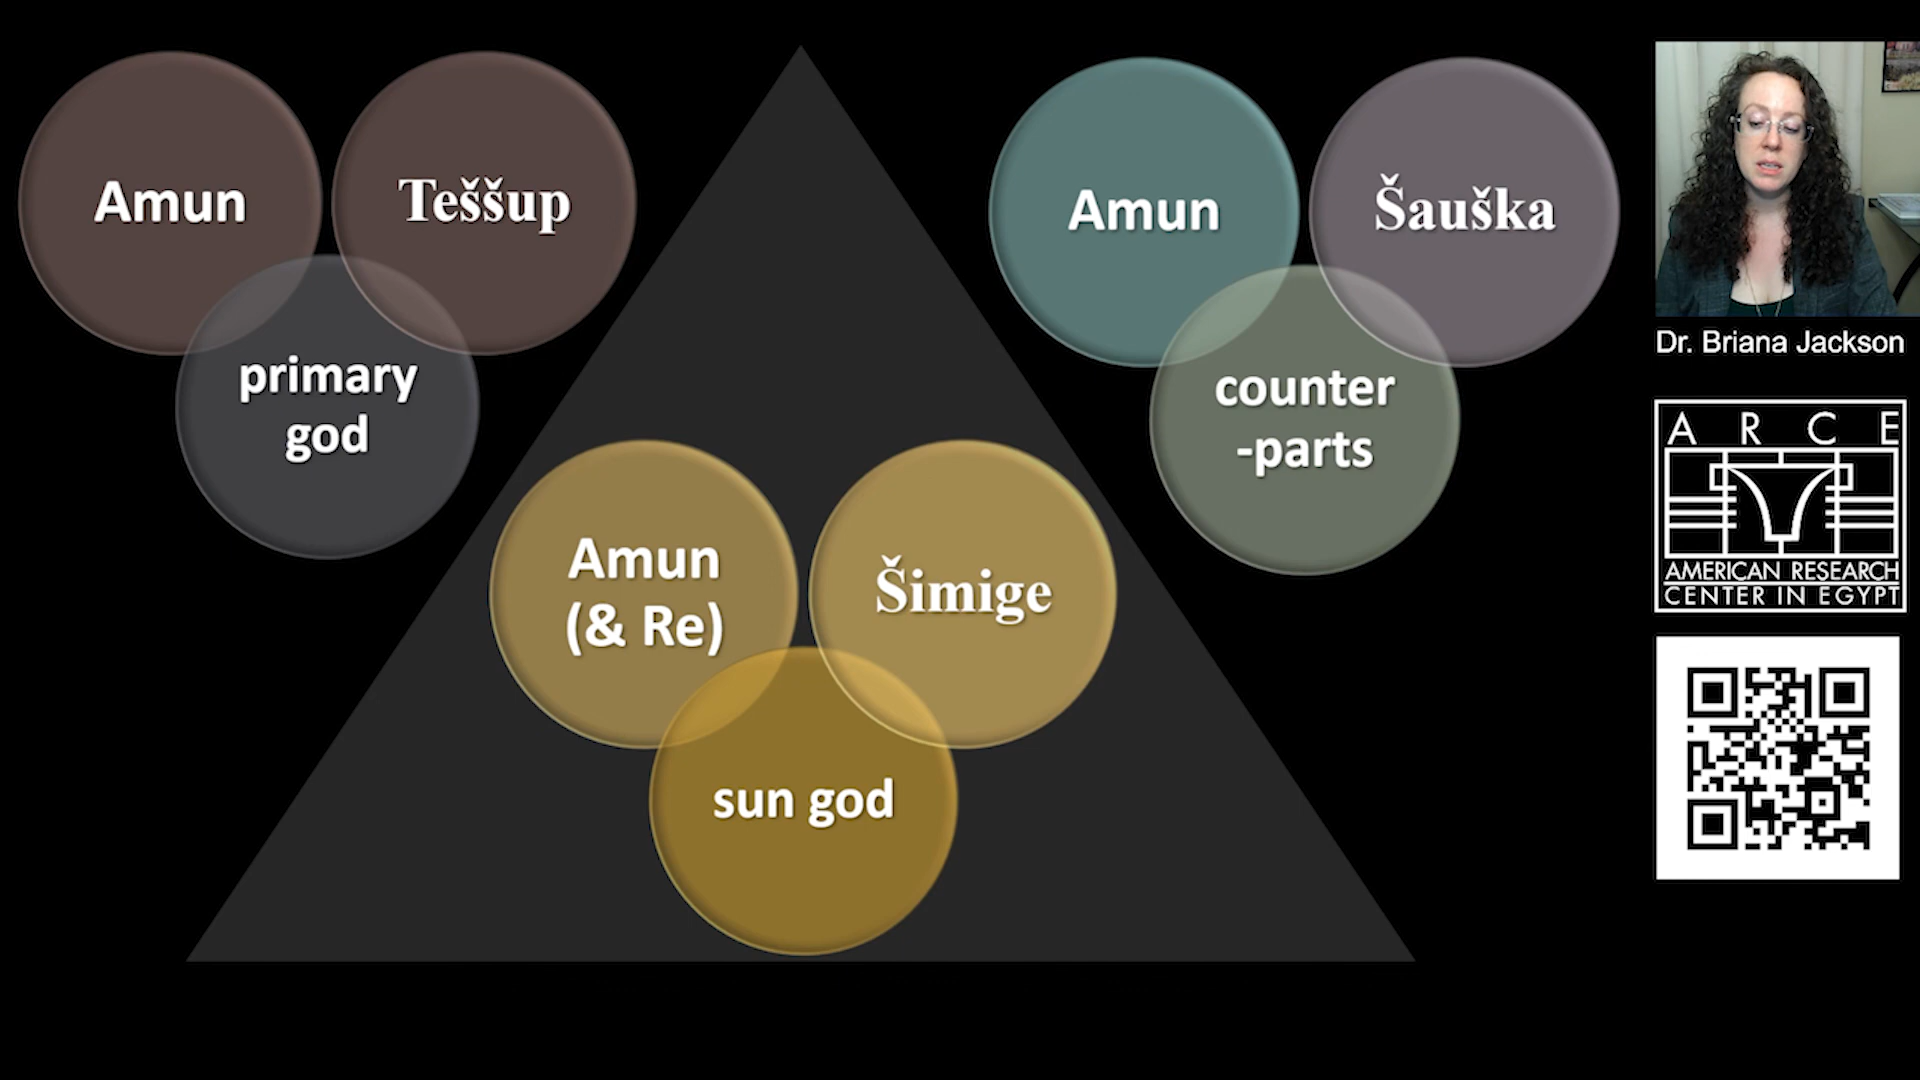 Amun
Teššup
primary
god
Amun
(& Re)
Šimige
sun god
Amun
Šauška
counter
-parts
Dr. Briana Jackson
ARCE
AMERICAN RESEARCH
CENTER IN EGYPT